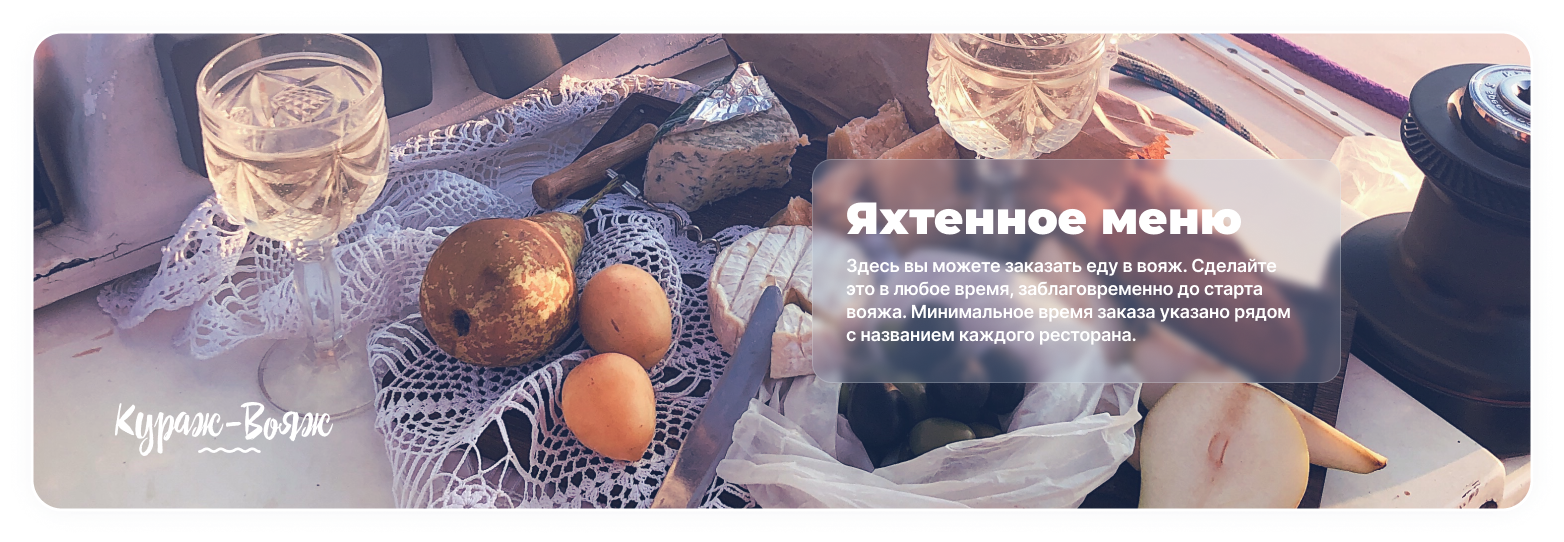 Яхтенное меню
Здесь вы можете заказать еду в вояж. Сделайте
это в любое время, заблаговременно до старта
вояжа. Минимальное время заказа указано рядом
с названием каждого ресторана.
Кураж-Вояж